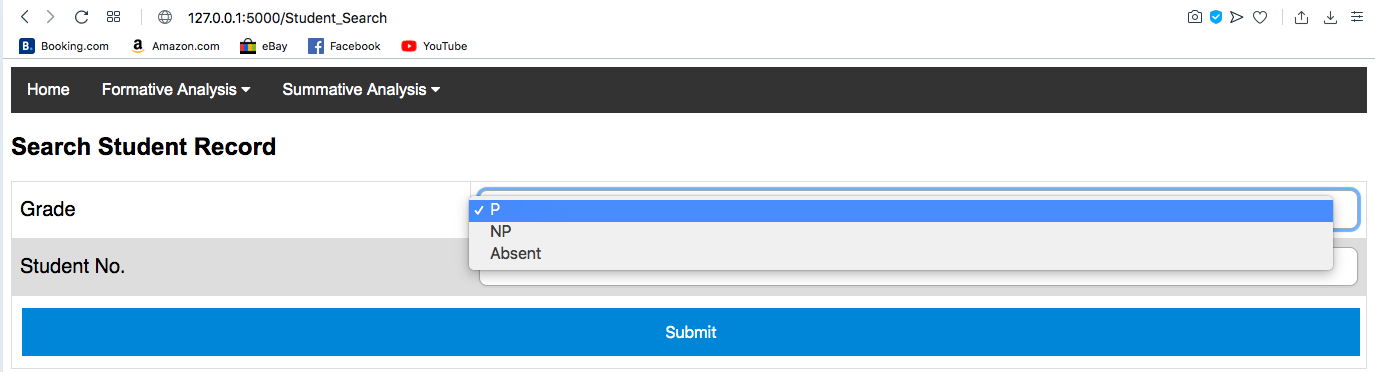 127.0.0.1:5000/Student_Search
B. Booking.com a Amazon.com eBay f Facebook YouTube
Home Formative Analysis Summative Analysis
Search Student Record
Grade
✓ P
NP
Absent
Student No.
Submit